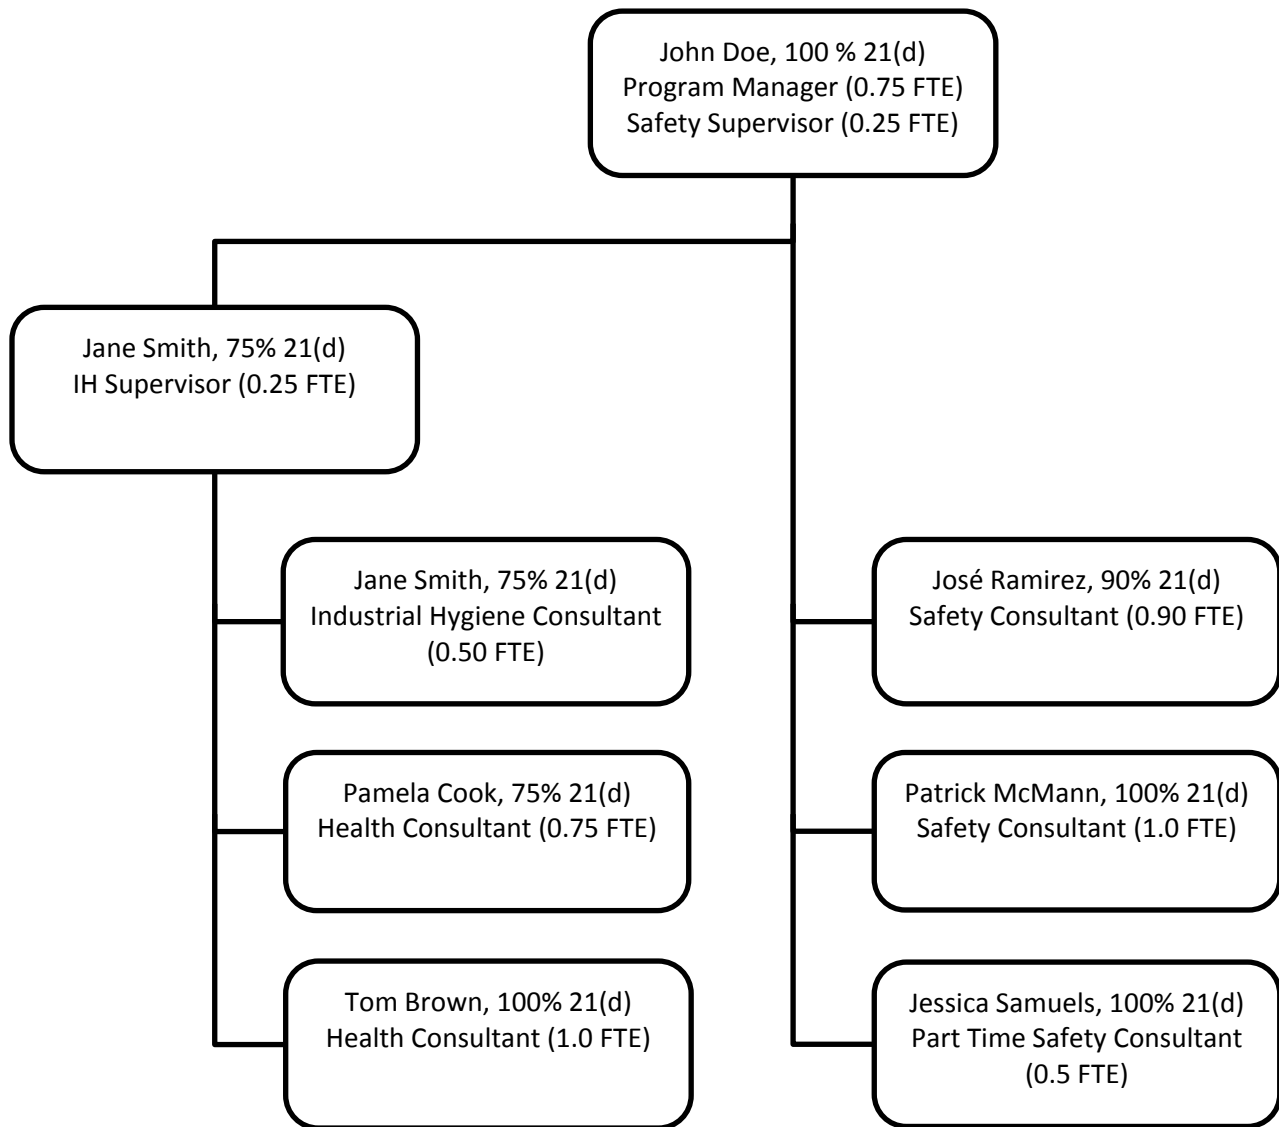 John Doe, 100 % 21(d)
Program Manager (0.75 FTE)
Safety Supervisor (0.25 FTE)
Jane Smith, 75% 21(d)
IH Supervisor (0.25 FTE)
Jane Smith, 75% 21(d)
Industrial Hygiene Consultant
(0.50 FTE)
Pamela Cook, 75% 21(d)
Health Consultant (0.75 FTE)
Tom Brown, 100% 21(d)
Health Consultant (1.0 FTE)
José Ramirez, 90% 21(d)
Safety Consultant (0.90 FTE)
Patrick McMann, 100% 21(d)
Safety Consultant (1.0 FTE)
Jessica Samuels, 100% 21(d)
Part Time Safety Consultant
(0.5 FTE)